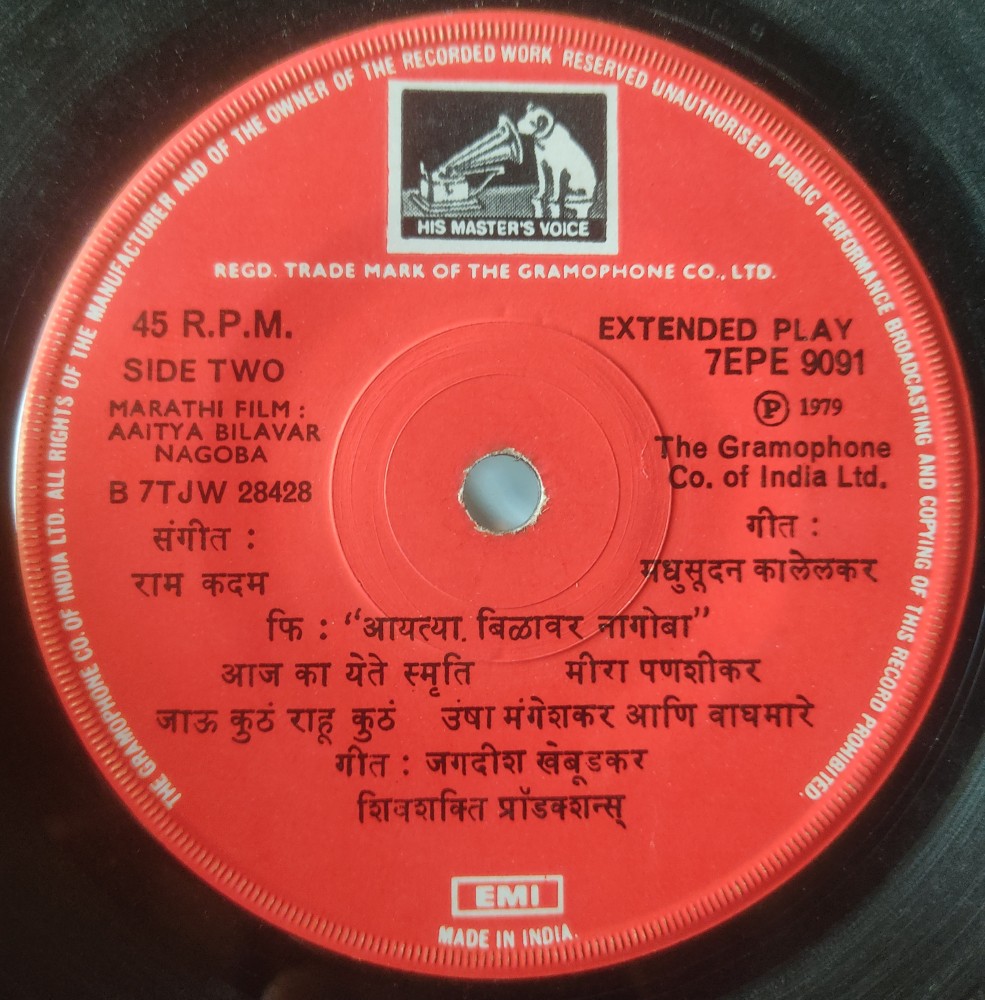 THE GRAMOPHONE CO. OF INDIA LTD. ALL RIGHTS OF THE MANUFACTURER AND OF THE OWNER OF THE RECORDED WORK RESERVED UNAUTHORISED PUBLIC PERFORMANCE BROADCASTING AND COPYING OF THIS RECORD PROHIBITED.
HIS MASTER'S VOICE
REGD. TRADE MARK OF THE GRAMOPHONE CO., LTD.
45 R.P.M.
SIDE TWO
MARATHI FILM :
AAITYA BILAVAR
NAGOBA
B 7TJW 28428
EXTENDED PLAY
7EPE 9091
Ⓟ 1979
The Gramophone
Co. of India Ltd.
संगीत :
राम कदम
गीत :
मधुसूदन कालेलकर
फि : “आयत्या. बिळावर नागोबा”
आज का येते स्मृति मीरा पणशीकर
जाऊ कुठं राहू कुठं उंषा मंगेशकर आणि वाघमारे
गीत : जगदीश खेबूडकर
शिवशक्ति प्रॉडक्शन्स्
EMI
MADE IN INDIA.